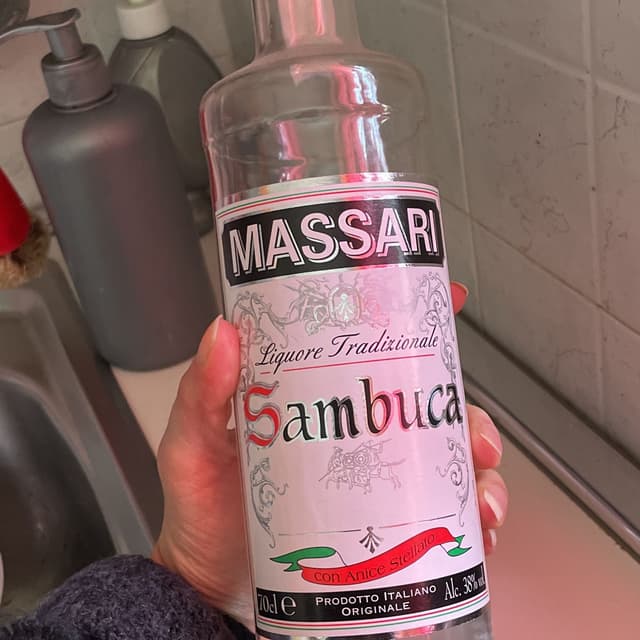 MASSARI
Liquore Tradizionale
Sambuca
con Anice Stellato
70cl e PRODOTTO ITALIANO Alc. 38% vol.
ORIGINALE